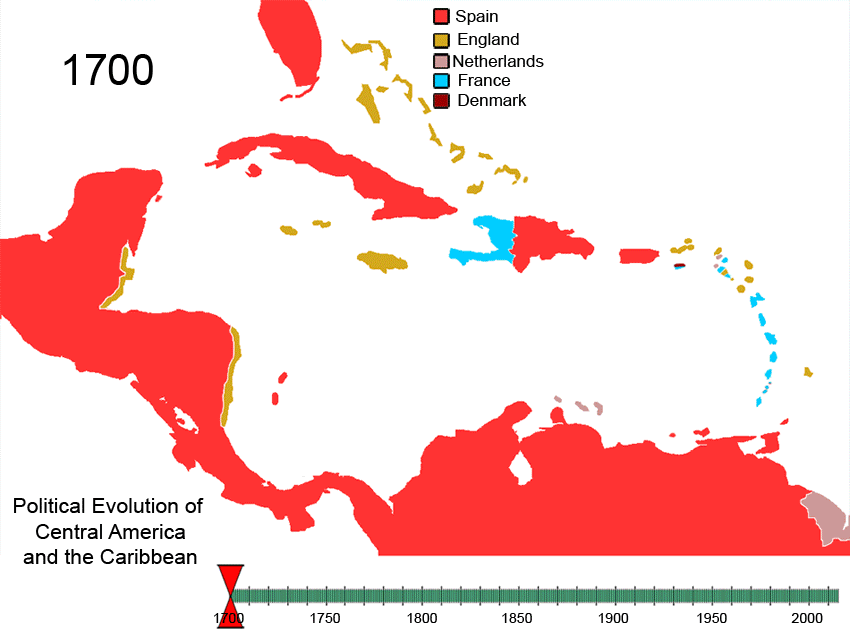 1700
Spain
England
Netherlands
France
Denmark
Political Evolution of
Central America
and the Caribbean
1700 1750 1800 1850 1900 1950 2000